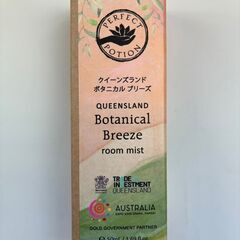 PERFECT POTION
クイーンズランド
ボタニカル ブリーズ
QUEENSLAND
Botanical
Breeze
room mist
TRADE
INVESTMENT
QUEENSLAND
AUSTRALIA
GOLD GOVERNMENT PARTNER
50mL